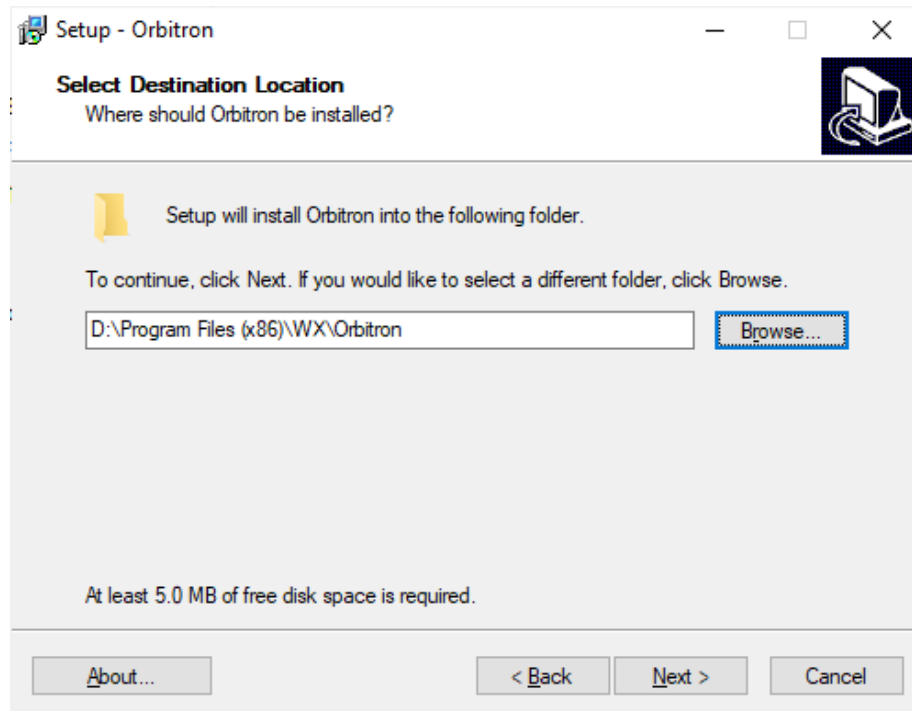 Setup - Orbitron
Select Destination Location
Where should Orbitron be installed?
Setup will install Orbitron into the following folder.
To continue, click Next. If you would like to select a different folder, click Browse.
D:\Program Files (x86)\WX\Orbitron
Browse...
At least 5.0 MB of free disk space is required.
About...
< Back
Next >
Cancel